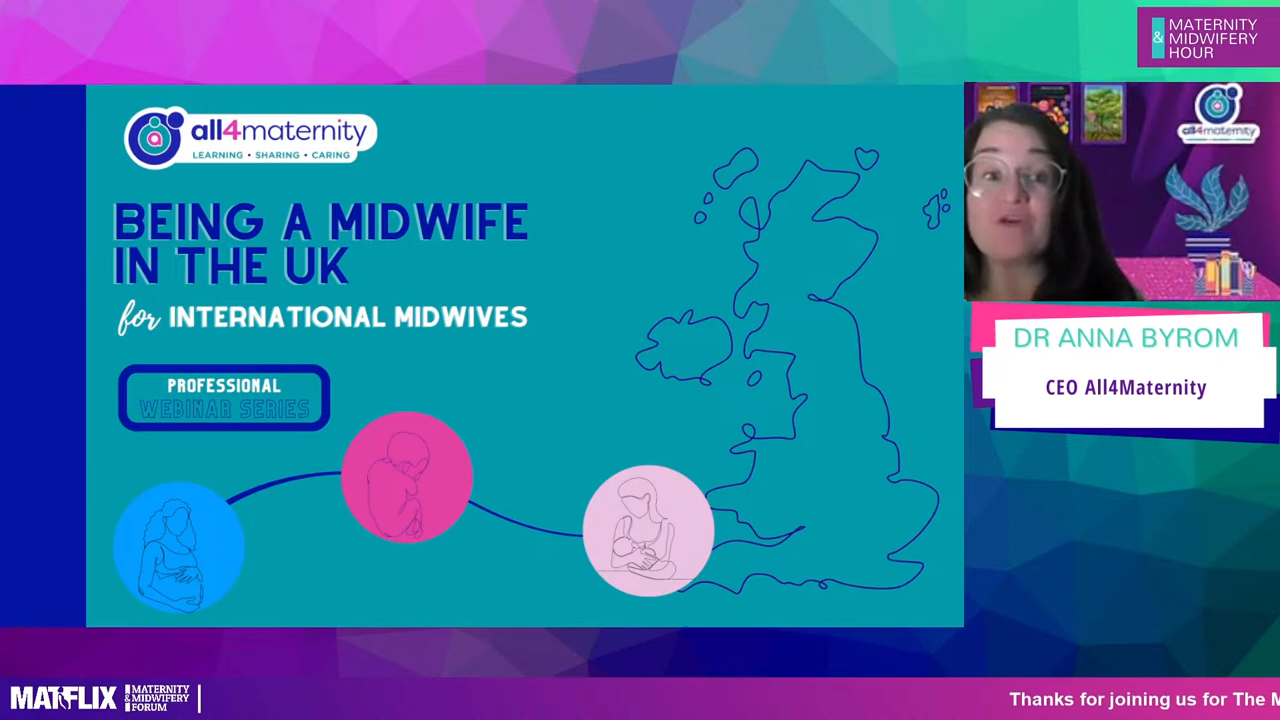 MATERNITY
& MIDWIFERY
HOUR
all4maternity
LEARNING • SHARING • CARING
BEING A MIDWIFE
IN THE UK
for INTERNATIONAL MIDWIVES
PROFESSIONAL
WEBINAR SERIES
all4maternity
DR ANNA BYROM
CEO All4Maternity
MATFLIX
MATERNITY
& MIDWIFERY
FORUM
Thanks for joining us for The M